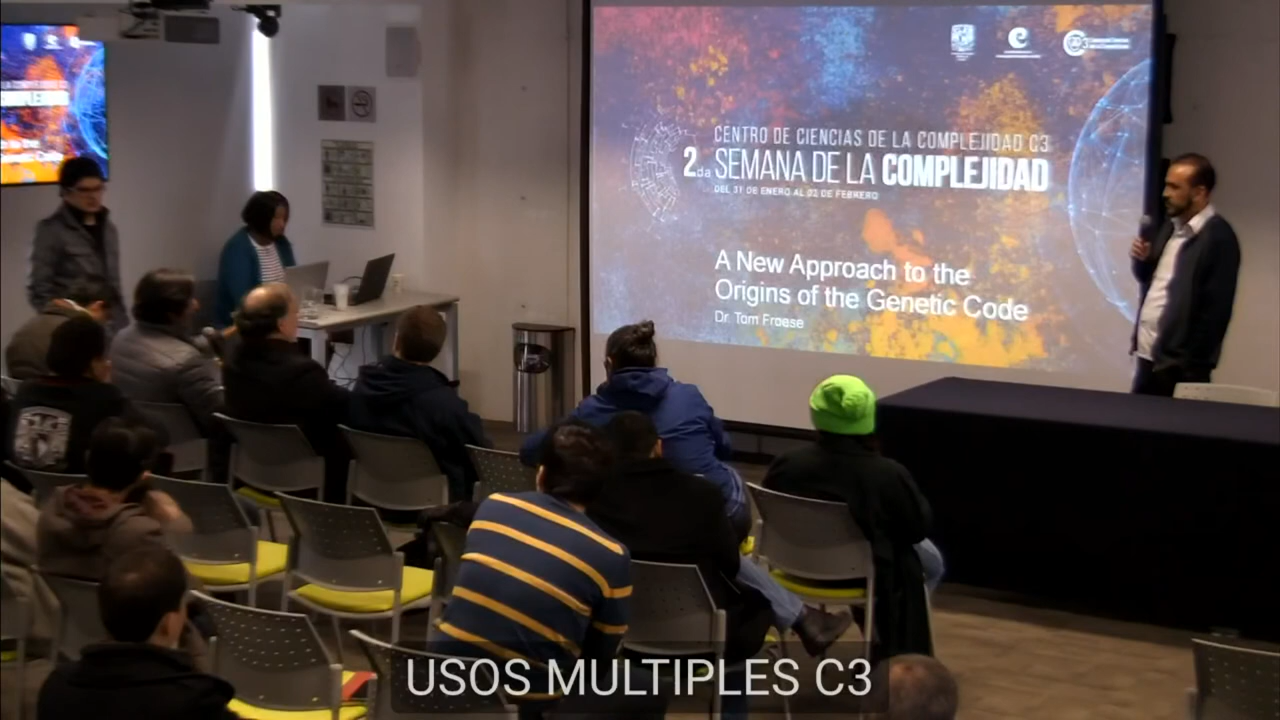 CENTRO DE CIENCIAS DE LA COMPLEJIDAD C3
2da SEMANA DE LA COMPLEJIDAD
DEL 31 DE ENERO AL 02 DE FEBRERO
A New Approach to the
Origins of the Genetic Code
Dr. Tom Froese
USOS MULTIPLES C3